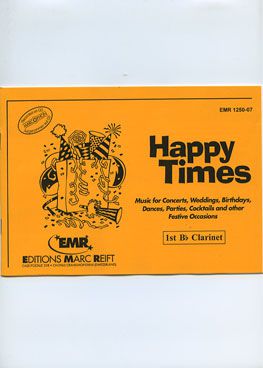 EMR 1250-07
Happy
Times
Music for Concerts, Weddings, Birthdays,
Dances, Parties, Cocktails and other
Festive Occasions
1st B♭ Clarinet
EMR
EDITIONS MARC REIFT